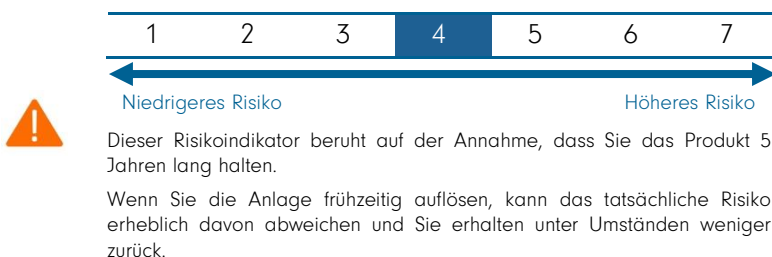 1 2 3 4 5 6 7
Niedrigeres Risiko Höheres Risiko
Dieser Risikoindikator beruht auf der Annahme, dass Sie das Produkt 5
Jahren lang halten.
Wenn Sie die Anlage frühzeitig auflösen, kann das tatsächliche Risiko
erheblich davon abweichen und Sie erhalten unter Umständen weniger
zurück.